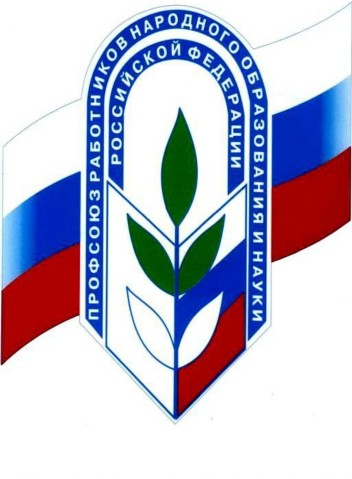 ПРОФСОЮЗ РАБОТНИКОВ НАРОДНОГО ОБРАЗОВАНИЯ И НАУКИ
РОССИЙСКОЙ ФЕДЕРАЦИИ